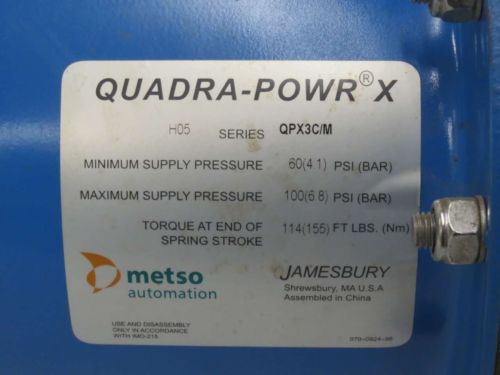 QUADRA-POWR® X
H05 SERIES QPX3C/M
MINIMUM SUPPLY PRESSURE 60(4.1) PSI (BAR)
MAXIMUM SUPPLY PRESSURE 100(6.8) PSI (BAR)
TORQUE AT END OF
SPRING STROKE 114(155) FT LBS. (Nm)
metso
automation
JAMESBURY
Shrewsbury, MA U.S.A
Assembled in China
USE AND DISASSEMBLY
ONLY IN ACCORDANCE
WITH IMO-215